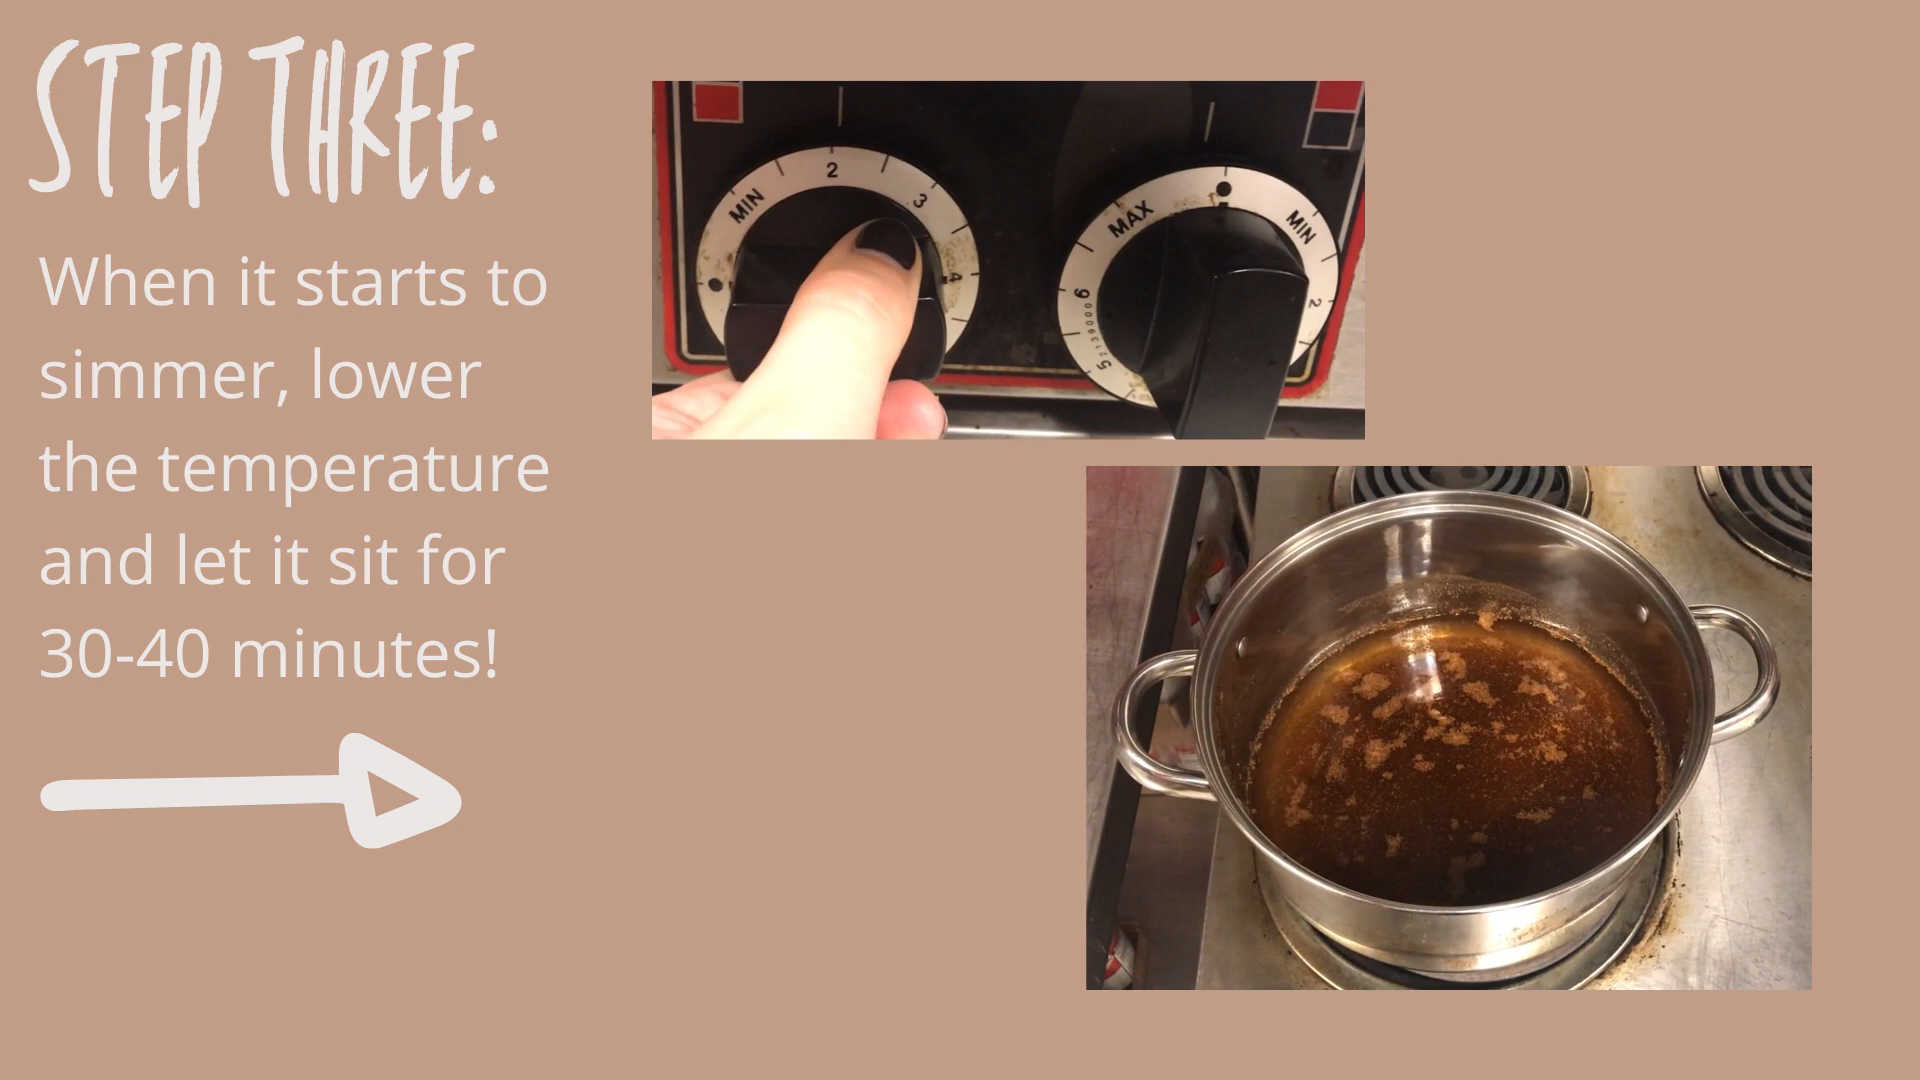 STEP THREE:
When it starts to
simmer, lower
the temperature
and let it sit for
30-40 minutes!
MIN 2 3 4
MAX MIN 2 5 6